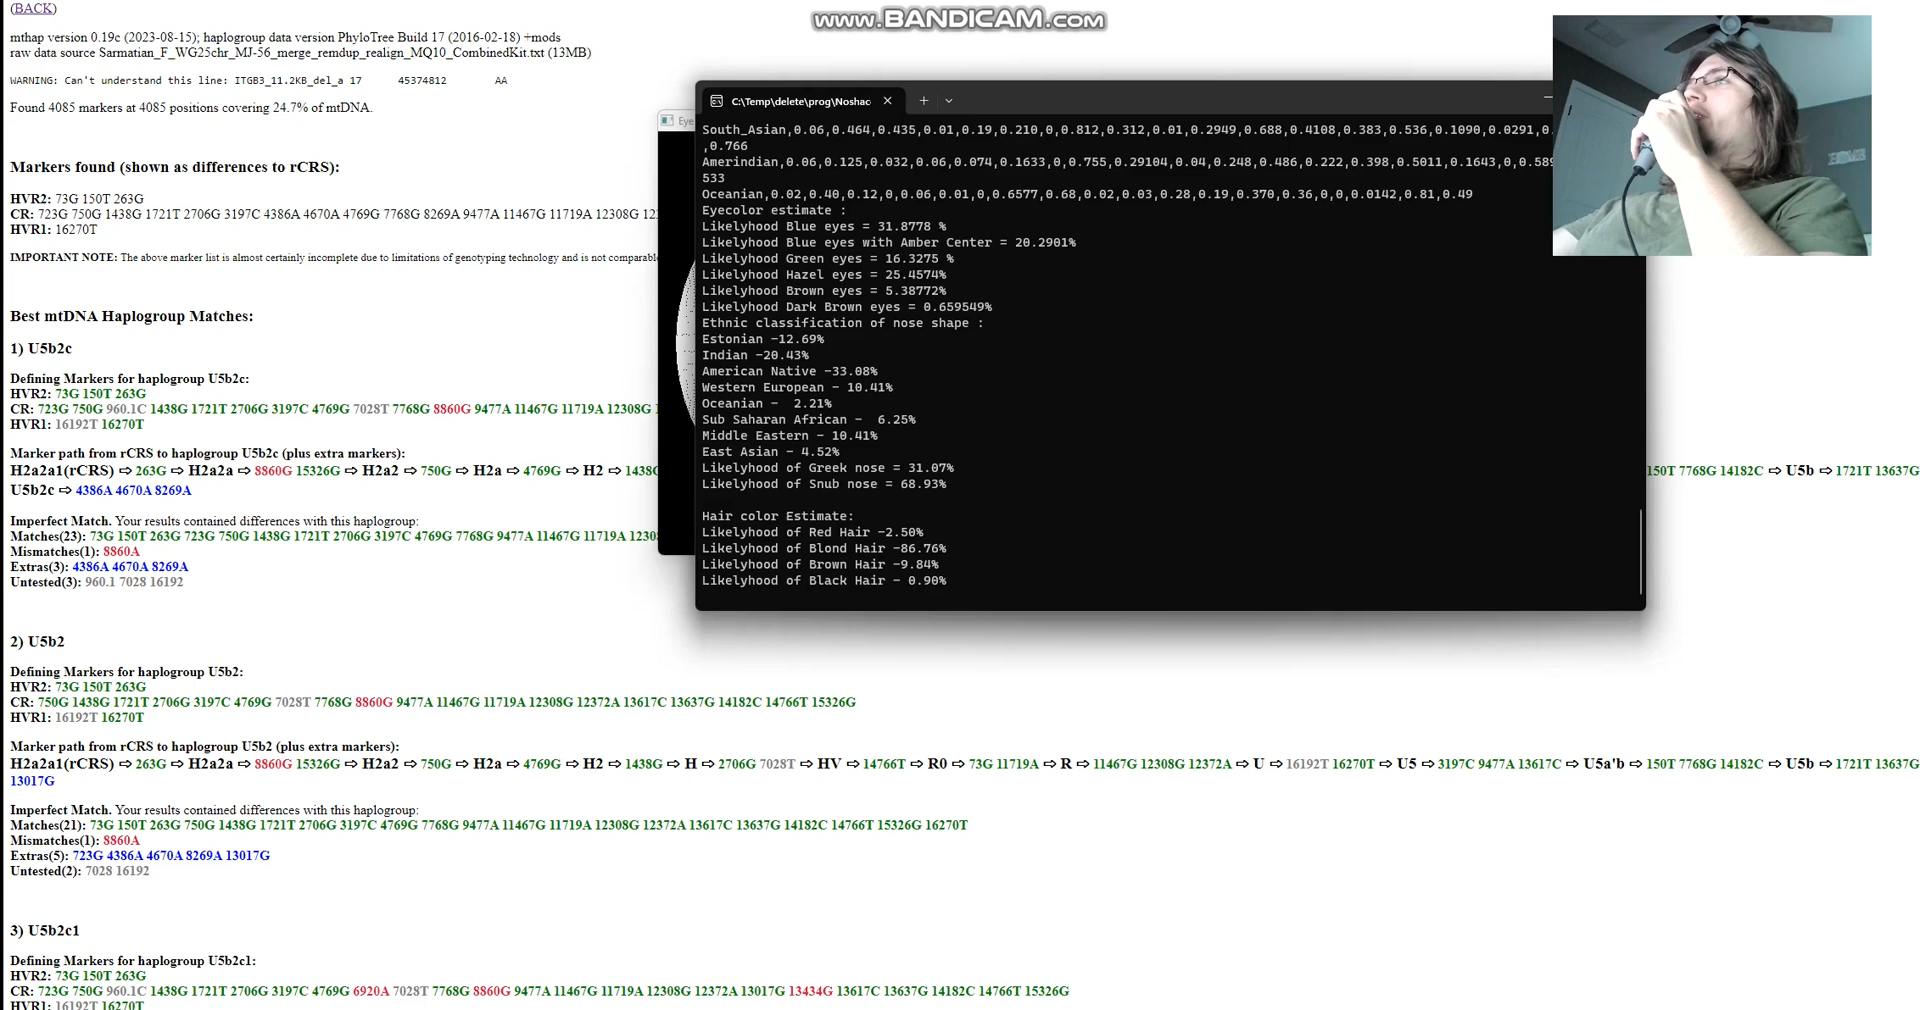 (BACK)
www.BANDICAM.com
mthap version 0.19c (2023-08-15); haplogroup data version PhyloTree Build 17 (2016-02-18) +mods
raw data source Sarmatian_F_WG25chr_MJ-56_merge_remdup_realign_MQ10_CombinedKit.txt (13MB)
WARNING: Can't understand this line: ITGB3_11.2KB_del_a 17 45374812 AA
Found 4085 markers at 4085 positions covering 24.7% of mtDNA.
Markers found (shown as differences to rCRS):
HVR2: 73G 150T 263G
CR: 723G 750G 1438G 1721T 2706G 3197C 4386A 4670A 4769G 7768G 8269A 9477A 11467G 11719A 12308G
HVR1: 16270T
IMPORTANT NOTE: The above marker list is almost certainly incomplete due to limitations of genotyping technology and is not comparable
Best mtDNA Haplogroup Matches:
1) U5b2c
Defining Markers for haplogroup U5b2c:
HVR2: 73G 150T 263G
CR: 723G 750G 960.1C 1438G 1721T 2706G 3197C 4769G 7028T 7768G 8860G 9477A 11467G 11719A 12308G
HVR1: 16192T 16270T
Marker path from rCRS to haplogroup U5b2c (plus extra markers):
H2a2a1(rCRS) ⇨ 263G ⇨ H2a2a ⇨ 8860G 15326G ⇨ H2a2 ⇨ 750G ⇨ H2a ⇨ 4769G ⇨ H2 ⇨ 1438G 150T 7768G 14182C ⇨ U5b ⇨ 1721T 13637G
U5b2c ⇨ 4386A 4670A 8269A
Imperfect Match. Your results contained differences with this haplogroup:
Matches(23): 73G 150T 263G 723G 750G 1438G 1721T 2706G 3197C 4769G 7768G 9477A 11467G 11719A
Mismatches(1): 8860A
Extras(3): 4386A 4670A 8269A
Untested(3): 960.1 7028 16192
2) U5b2
Defining Markers for haplogroup U5b2:
HVR2: 73G 150T 263G
CR: 750G 1438G 1721T 2706G 3197C 4769G 7028T 7768G 8860G 9477A 11467G 11719A 12308G 12372A 13617C 13637G 14182C 14766T 15326G
HVR1: 16192T 16270T
Marker path from rCRS to haplogroup U5b2 (plus extra markers):
H2a2a1(rCRS) ⇨ 263G ⇨ H2a2a ⇨ 8860G 15326G ⇨ H2a2 ⇨ 750G ⇨ H2a ⇨ 4769G ⇨ H2 ⇨ 1438G ⇨ H ⇨ 2706G 7028T ⇨ HV ⇨ 14766T ⇨ R0 ⇨ 73G 11719A ⇨ R ⇨ 11467G 12308G 12372A ⇨ U ⇨ 16192T 16270T ⇨ U5 ⇨ 3197C 9477A 13617C ⇨ U5a'b ⇨ 150T 7768G 14182C ⇨ U5b ⇨ 1721T 13637G
13017G
Imperfect Match. Your results contained differences with this haplogroup:
Matches(21): 73G 150T 263G 750G 1438G 1721T 2706G 3197C 4769G 7768G 9477A 11467G 11719A 12308G 12372A 13617C 13637G 14182C 14766T 15326G 16270T
Mismatches(1): 8860A
Extras(5): 723G 4386A 4670A 8269A 13017G
Untested(2): 7028 16192
3) U5b2c1
Defining Markers for haplogroup U5b2c1:
HVR2: 73G 150T 263G
CR: 723G 750G 960.1C 1438G 1721T 2706G 3197C 4769G 6920A 7028T 7768G 8860G 9477A 11467G 11719A 12308G 12372A 13017G 13434G 13617C 13637G 14182C 14766T 15326G
HVR1: 16192T 16270T
Eye
C:\Temp\delete\prog\Noshac
South_Asian,0.06,0.464,0.435,0.01,0.19,0.210,0,0.812,0.312,0.01,0.2949,0.688,0.4108,0.383,0.536,0.1090,0.0291,0.
,0.766
Amerindian,0.06,0.125,0.032,0.06,0.074,0.1633,0,0.755,0.29104,0.04,0.248,0.486,0.222,0.398,0.5011,0.1643,0,0.589
533
Oceanian,0.02,0.40,0.12,0,0.06,0.01,0,0.6577,0.68,0.02,0.03,0.28,0.19,0.370,0.36,0,0,0.0142,0.81,0.49
Eyecolor estimate :
Likelyhood Blue eyes = 31.8778 %
Likelyhood Blue eyes with Amber Center = 20.2901%
Likelyhood Green eyes = 16.3275 %
Likelyhood Hazel eyes = 25.4574%
Likelyhood Brown eyes = 5.38772%
Likelyhood Dark Brown eyes = 0.659549%
Ethnic classification of nose shape :
Estonian -12.69%
Indian -20.43%
American Native -33.08%
Western European - 10.41%
Oceanian -  2.21%
Sub Saharan African -  6.25%
Middle Eastern - 10.41%
East Asian - 4.52%
Likelyhood of Greek nose = 31.07%
Likelyhood of Snub nose = 68.93%
Hair color Estimate:
Likelyhood of Red Hair -2.50%
Likelyhood of Blond Hair -86.76%
Likelyhood of Brown Hair -9.84%
Likelyhood of Black Hair - 0.90%